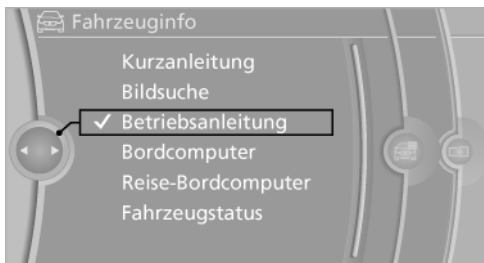 Fahrzeuginfo
Kurzanleitung
Bildsuche
Betriebsanleitung
Bordcomputer
Reise-Bordcomputer
Fahrzeugstatus